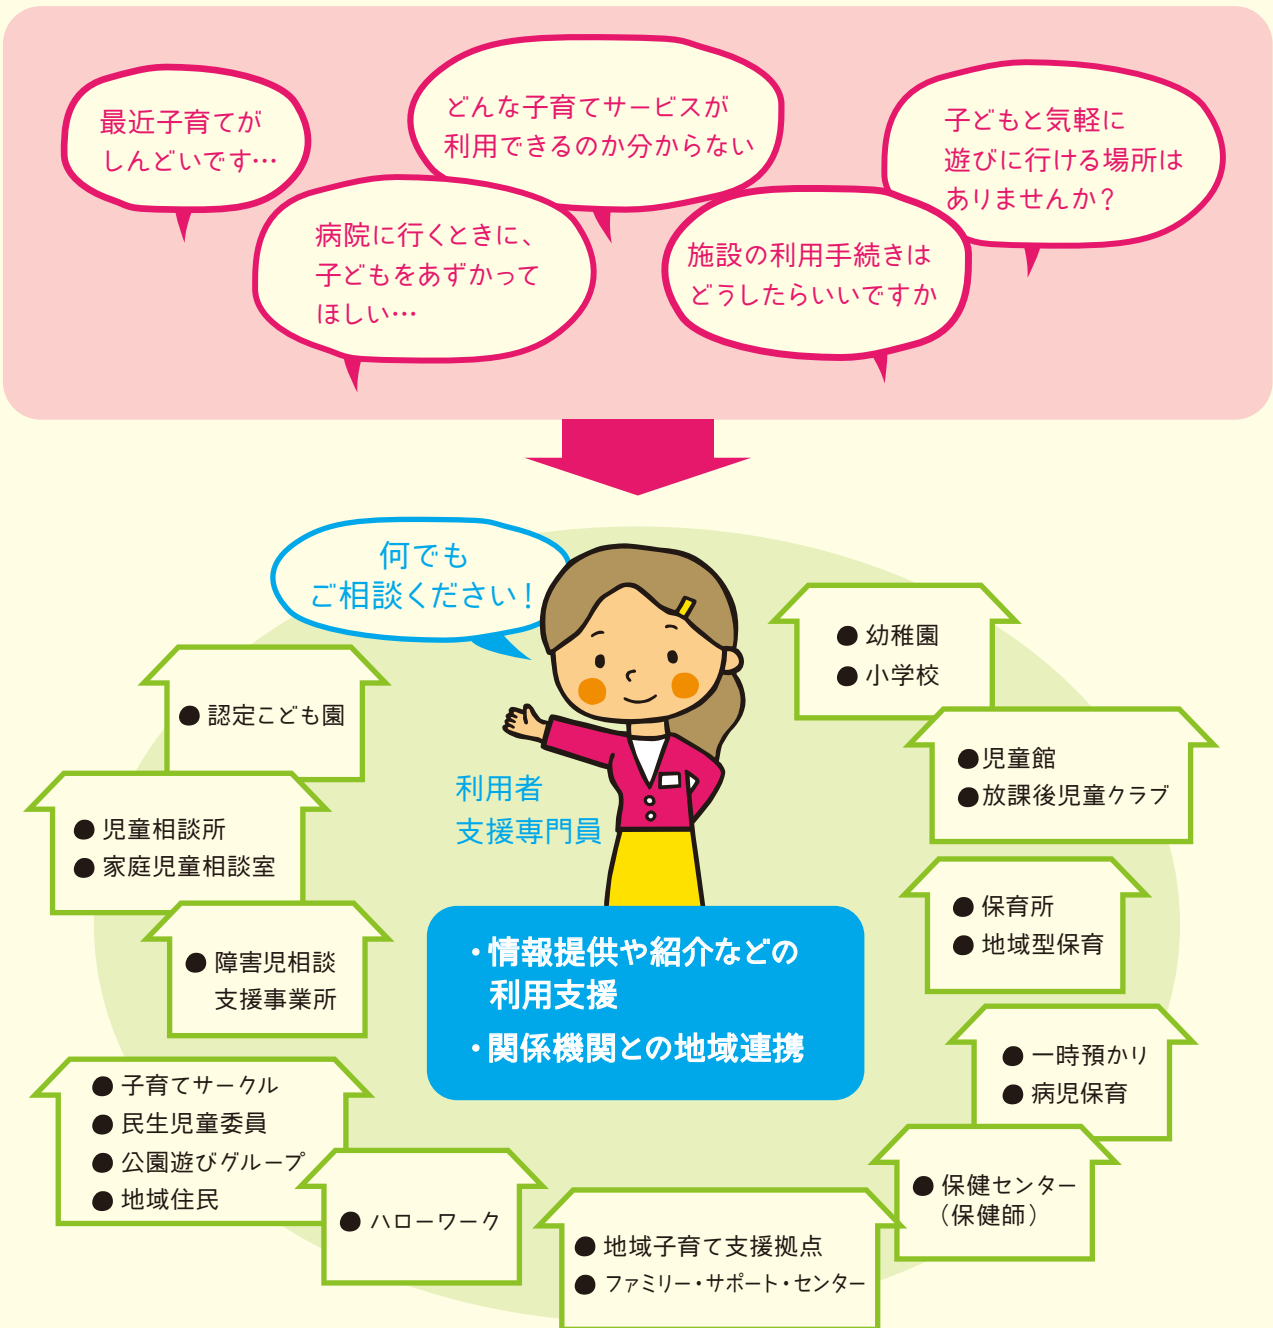 最近子育てが
しんどいです…
どんな子育てサービスが
利用できるのか分からない
子どもと気軽に
遊びに行ける場所は
ありませんか？
病院に行くときに、
子どもをあずかって
ほしい…
施設の利用手続きは
どうしたらいいですか
何でも
ご相談ください！
利用者
支援専門員
・情報提供や紹介などの
利用支援
・関係機関との地域連携
● 認定こども園
● 児童相談所
● 家庭児童相談室
● 障害児相談
支援事業所
● 子育てサークル
● 民生児童委員
● 公園遊びグループ
● 地域住民
● ハローワーク
● 地域子育て支援拠点
● ファミリー・サポート・センター
● 保健センター
（保健師）
● 一時預かり
● 病児保育
● 保育所
● 地域型保育
● 児童館
● 放課後児童クラブ
● 幼稚園
● 小学校